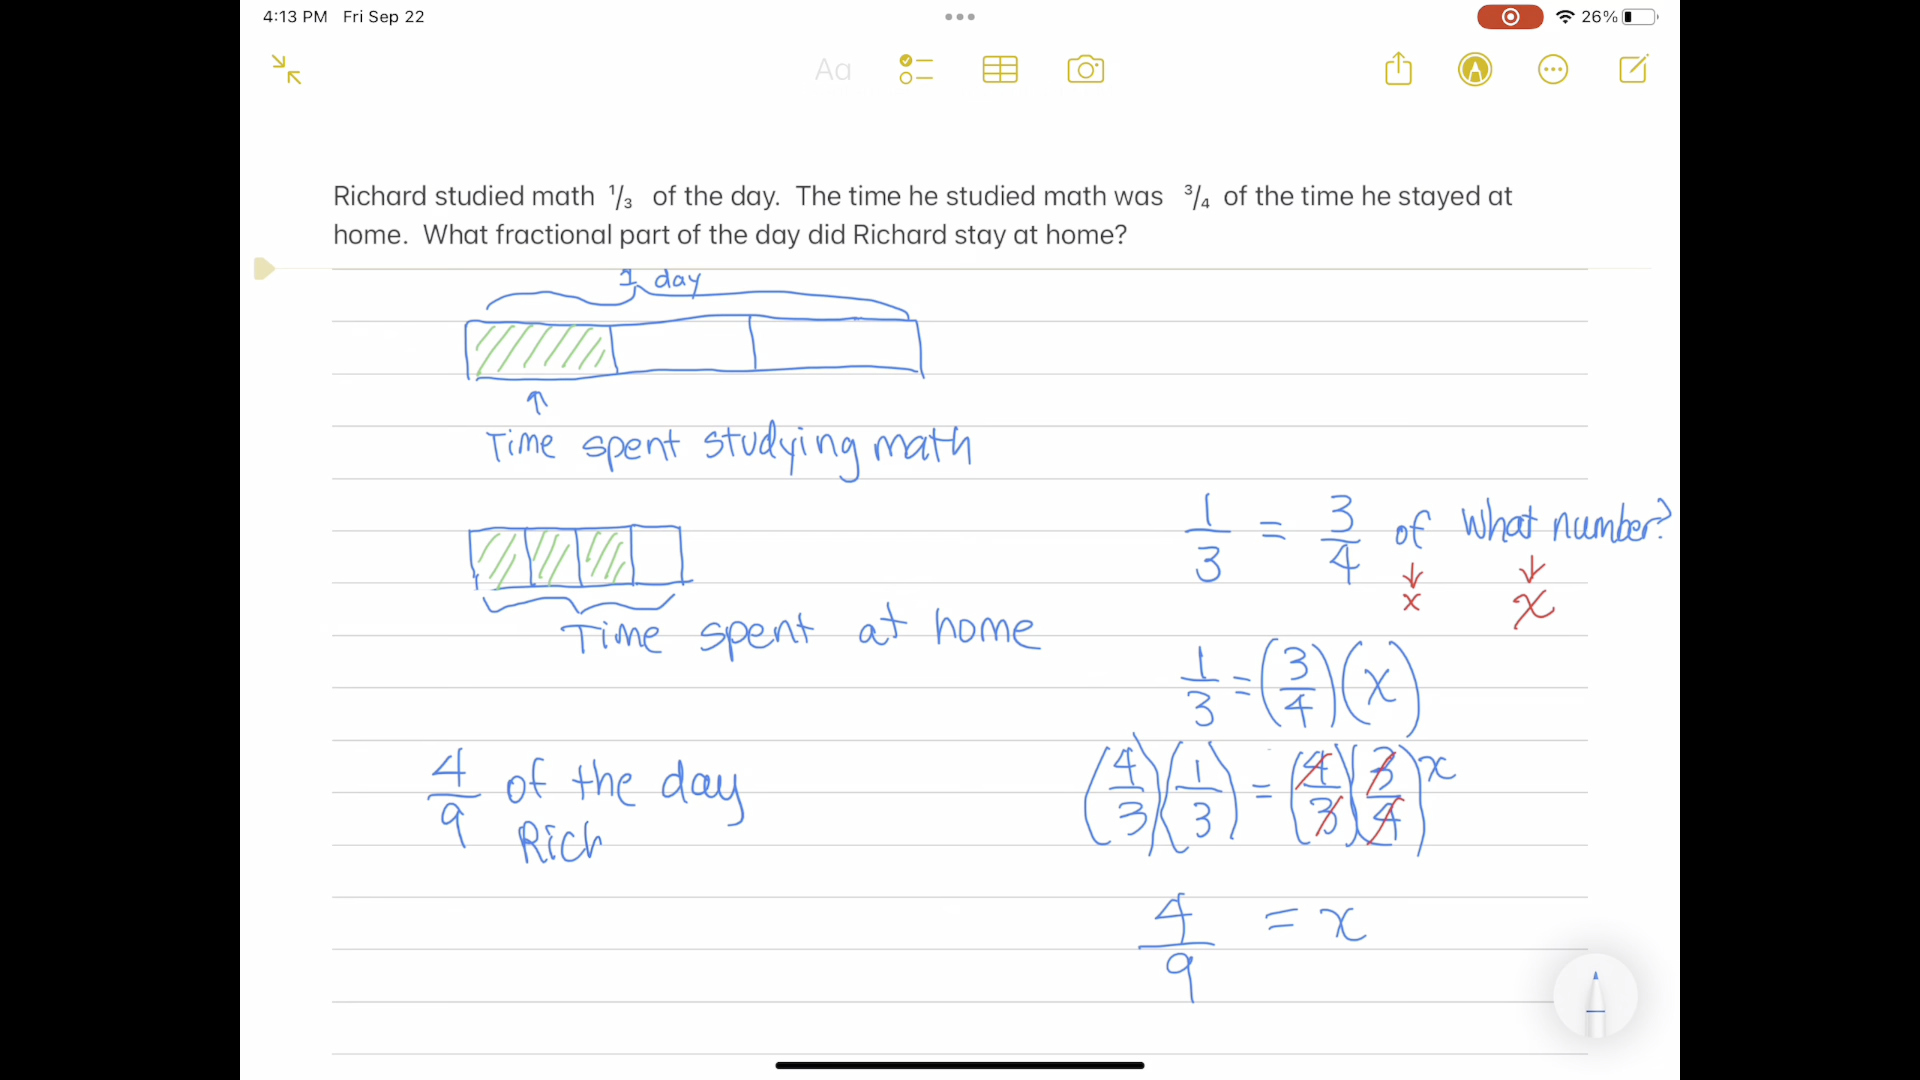 4:13 PM Fri Sep 22
26%
Aa
Richard studied math 1/3 of the day. The time he studied math was 3/4 of the time he stayed at
home. What fractional part of the day did Richard stay at home?
1 day
Time spent studying math
1/3 = 3/4 of what number?
x x
Time spent at home
1/3 = (3/4)(x)
(4/3)(1/3) = (4/3)(3/4)x
4/9 of the day
Rich
4/9 = x